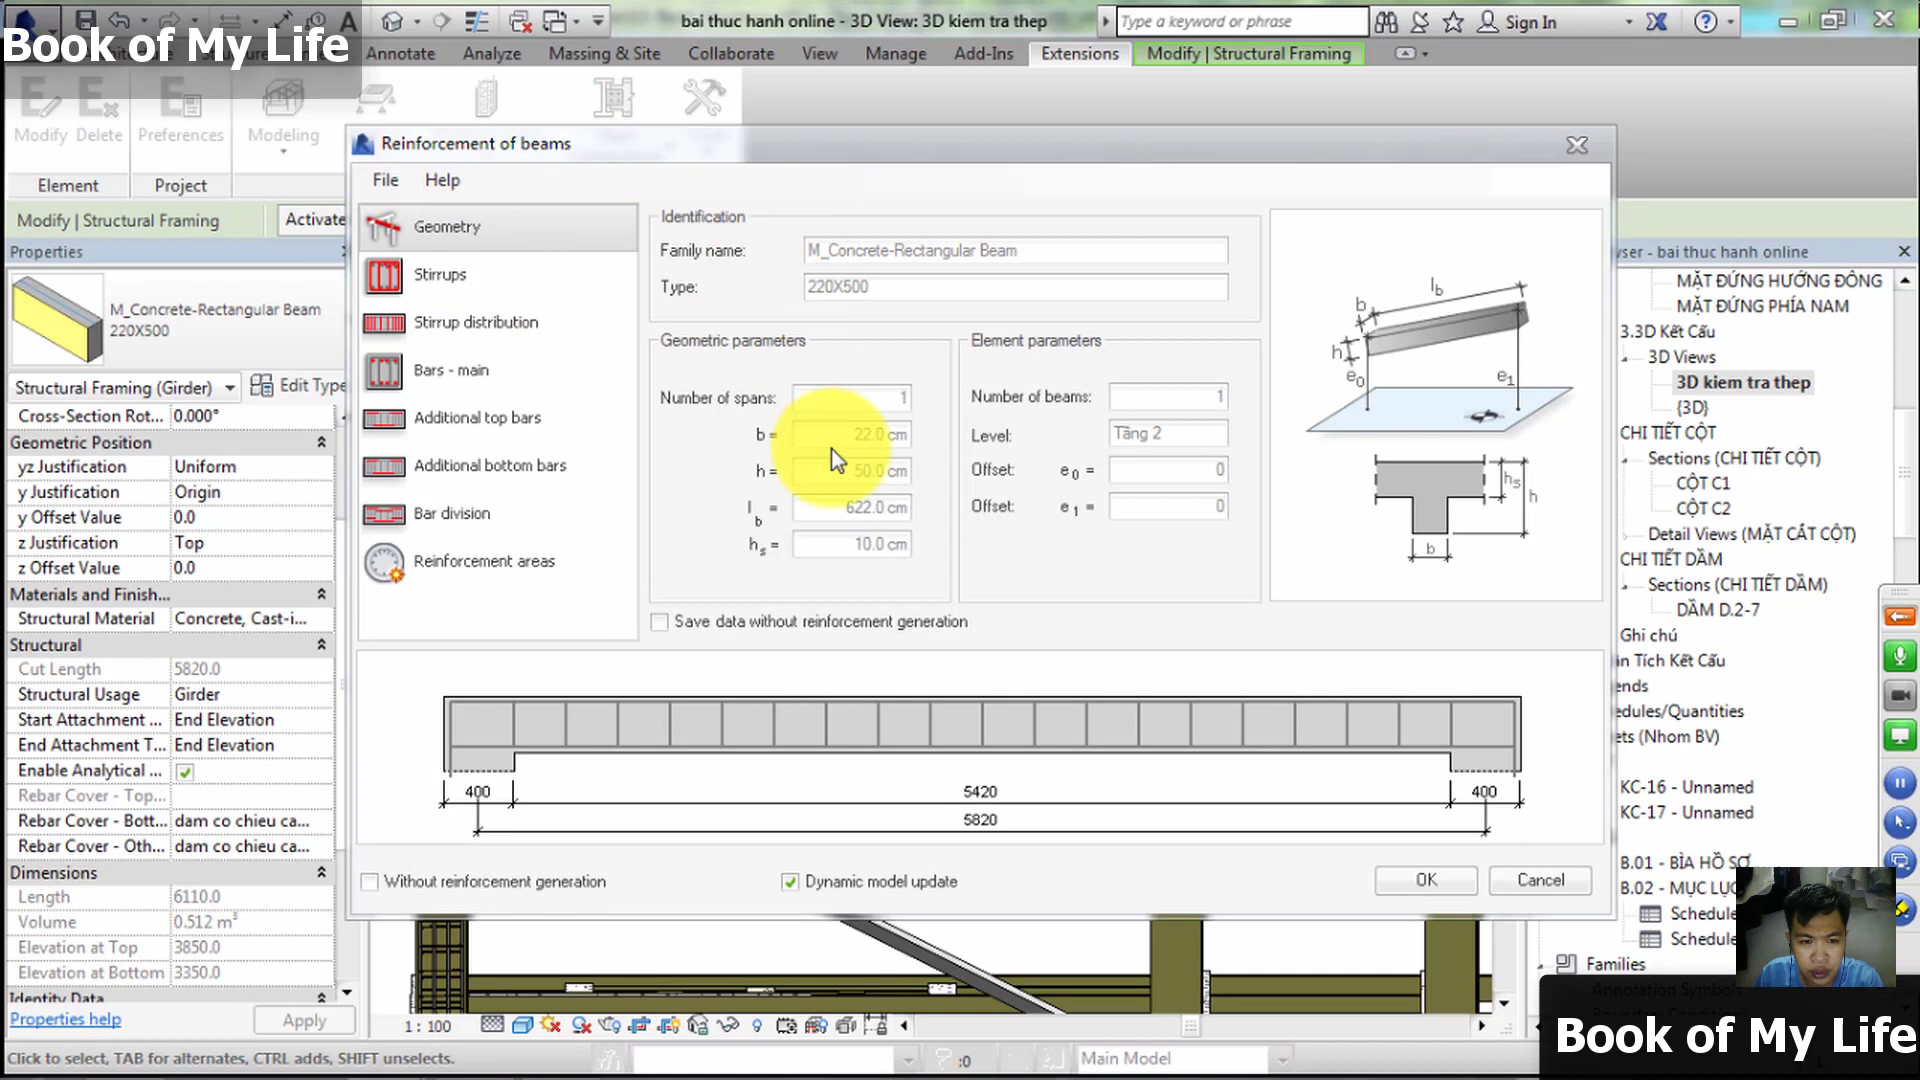 bai thuc hanh online - 3D View: 3D kiem tra thep
Type a keyword or phrase
Sign In
Book of My Life
Annotate
Analyze
Massing & Site
Collaborate
View
Manage
Add-Ins
Extensions
Modify | Structural Framing
Modify
Delete
Preferences
Modeling
Element
Project
Modify | Structural Framing
Activate
Properties
M_Concrete-Rectangular Beam
220X500
Structural Framing (Girder)
Edit Type
Cross-Section Rot... 0.000°
Geometric Position
yz Justification Uniform
y Justification Origin
y Offset Value 0.0
z Justification Top
z Offset Value 0.0
Materials and Finish...
Structural Material Concrete, Cast-i...
Structural
Cut Length 5820.0
Structural Usage Girder
Start Attachment ... End Elevation
End Attachment T... End Elevation
Enable Analytical ...
Rebar Cover - Top...
Rebar Cover - Bott... dam co chieu ca...
Rebar Cover - Oth... dam co chieu ca...
Dimensions
Length 6110.0
Volume 0.512 m³
Elevation at Top 3850.0
Elevation at Bottom 3350.0
Identity Data
Properties help
Apply
Reinforcement of beams
File Help
Geometry
Stirrups
Stirrup distribution
Bars - main
Additional top bars
Additional bottom bars
Bar division
Reinforcement areas
Identification
Family name: M_Concrete-Rectangular Beam
Type: 220X500
Geometric parameters
Number of spans: 1
b = 22.0 cm
h = 50.0 cm
l b = 622.0 cm
h s = 10.0 cm
Element parameters
Number of beams: 1
Level: Tầng 2
Offset: e 0 = 0
Offset: e 1 = 0
b
lb
h
e0
e1
hs
h
b
Save data without reinforcement generation
400 5420 400
5820
Without reinforcement generation
Dynamic model update
OK
Cancel
wser - bai thuc hanh online
MẶT ĐỨNG HƯỚNG ĐÔNG
MẶT ĐỨNG PHÍA NAM
3.3D Kết Cấu
3D Views
3D kiem tra thep
{3D}
CHI TIẾT CỘT
Sections (CHI TIẾT CỘT)
CỘT C1
CỘT C2
Detail Views (MẶT CẮT CỘT)
CHI TIẾT DẦM
Sections (CHI TIẾT DẦM)
DẦM D.2-7
Ghi chú
ân Tích Kết Cấu
ends
edules/Quantities
ets (Nhom BV)
KC-16 - Unnamed
KC-17 - Unnamed
B.01 - BÌA HỒ SƠ
B.02 - MỤC LỤC
Schedule
Schedule
Families
Annotation Symbols
1 : 100
Click to select, TAB for alternates, CTRL adds, SHIFT unselects.
:0
Main Model
Book of My Life